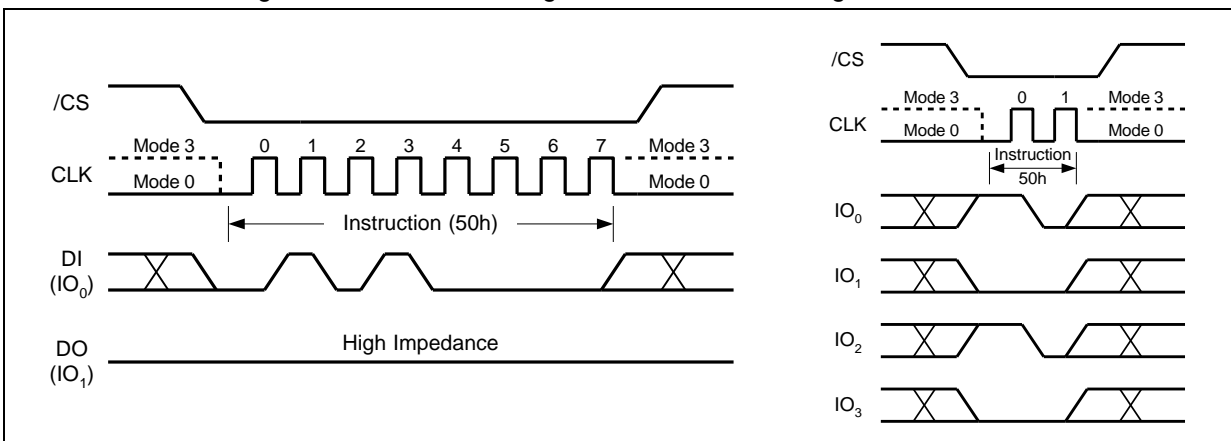 /CS
Mode 3
0 1 2 3 4 5 6 7
Mode 3
CLK
Mode 0
Mode 0
Instruction (50h)
DI
(IO0)
DO
(IO1)
High Impedance
/CS
Mode 3
0 1
Mode 3
CLK
Mode 0
Mode 0
Instruction
50h
IO0
IO1
IO2
IO3